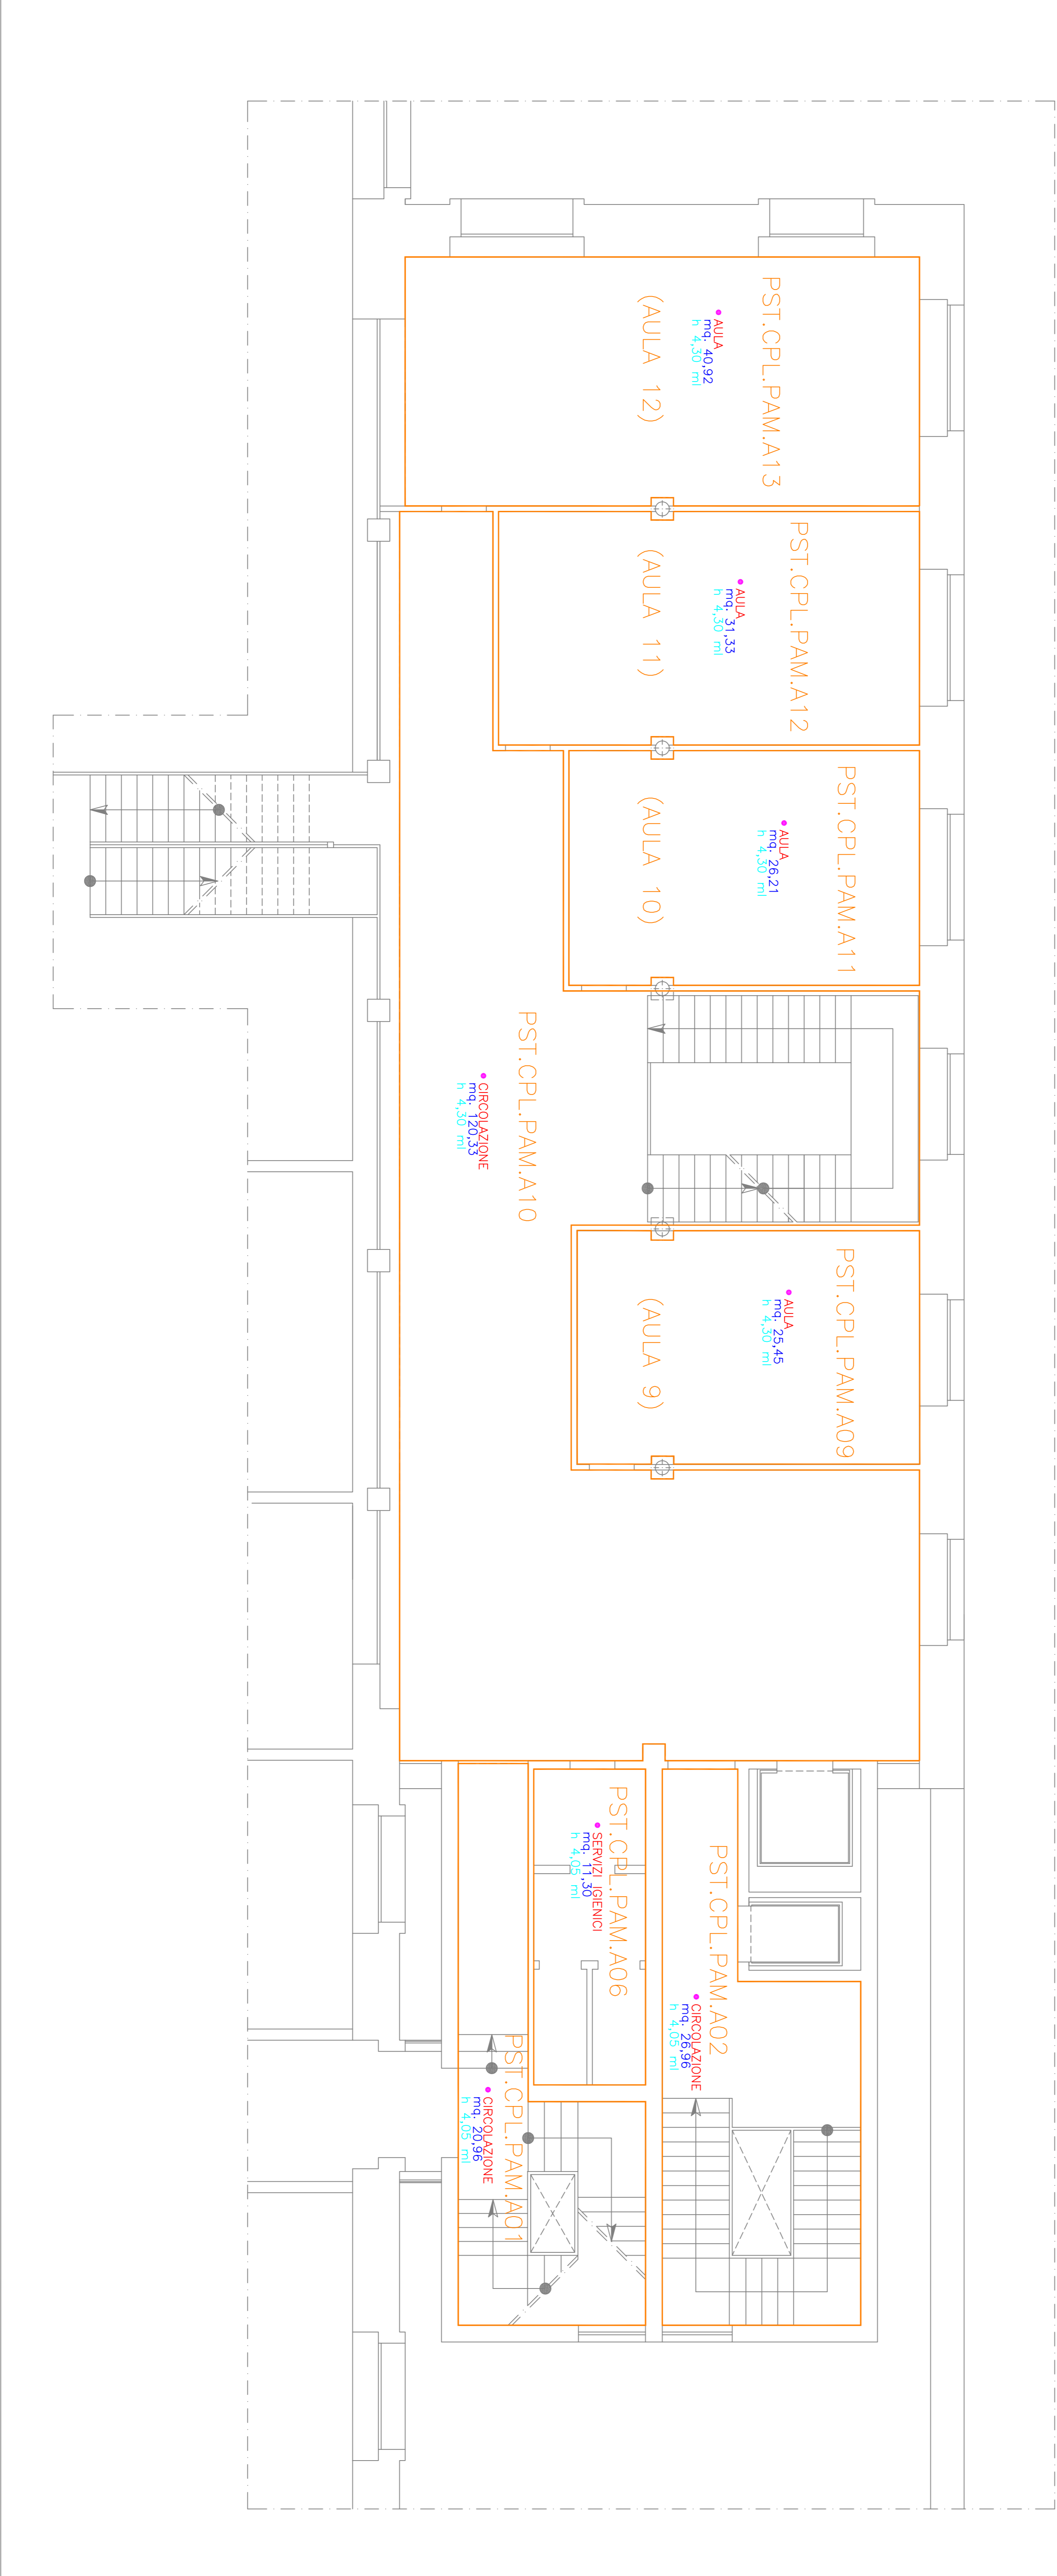 PST.CPL.PAM.A13
AULA
mq. 40,92
h 4,30 ml
(AULA 12)
PST.CPL.PAM.A12
AULA
mq. 31,33
h 4,30 ml
(AULA 11)
PST.CPL.PAM.A11
AULA
mq. 26,21
h 4,30 ml
(AULA 10)
PST.CPL.PAM.A10
CIRCOLAZIONE
mq. 120,33
h 4,30 ml
PST.CPL.PAM.A09
AULA
mq. 25,45
h 4,30 ml
(AULA 9)
PST.CPL.PAM.A06
SERVIZI IGIENICI
mq. 11,30
h 4,05 ml
PST.CPL.PAM.A02
CIRCOLAZIONE
mq. 26,96
h 4,05 ml
PST.CPL.PAM.A01
CIRCOLAZIONE
mq. 20,96
h 4,05 ml